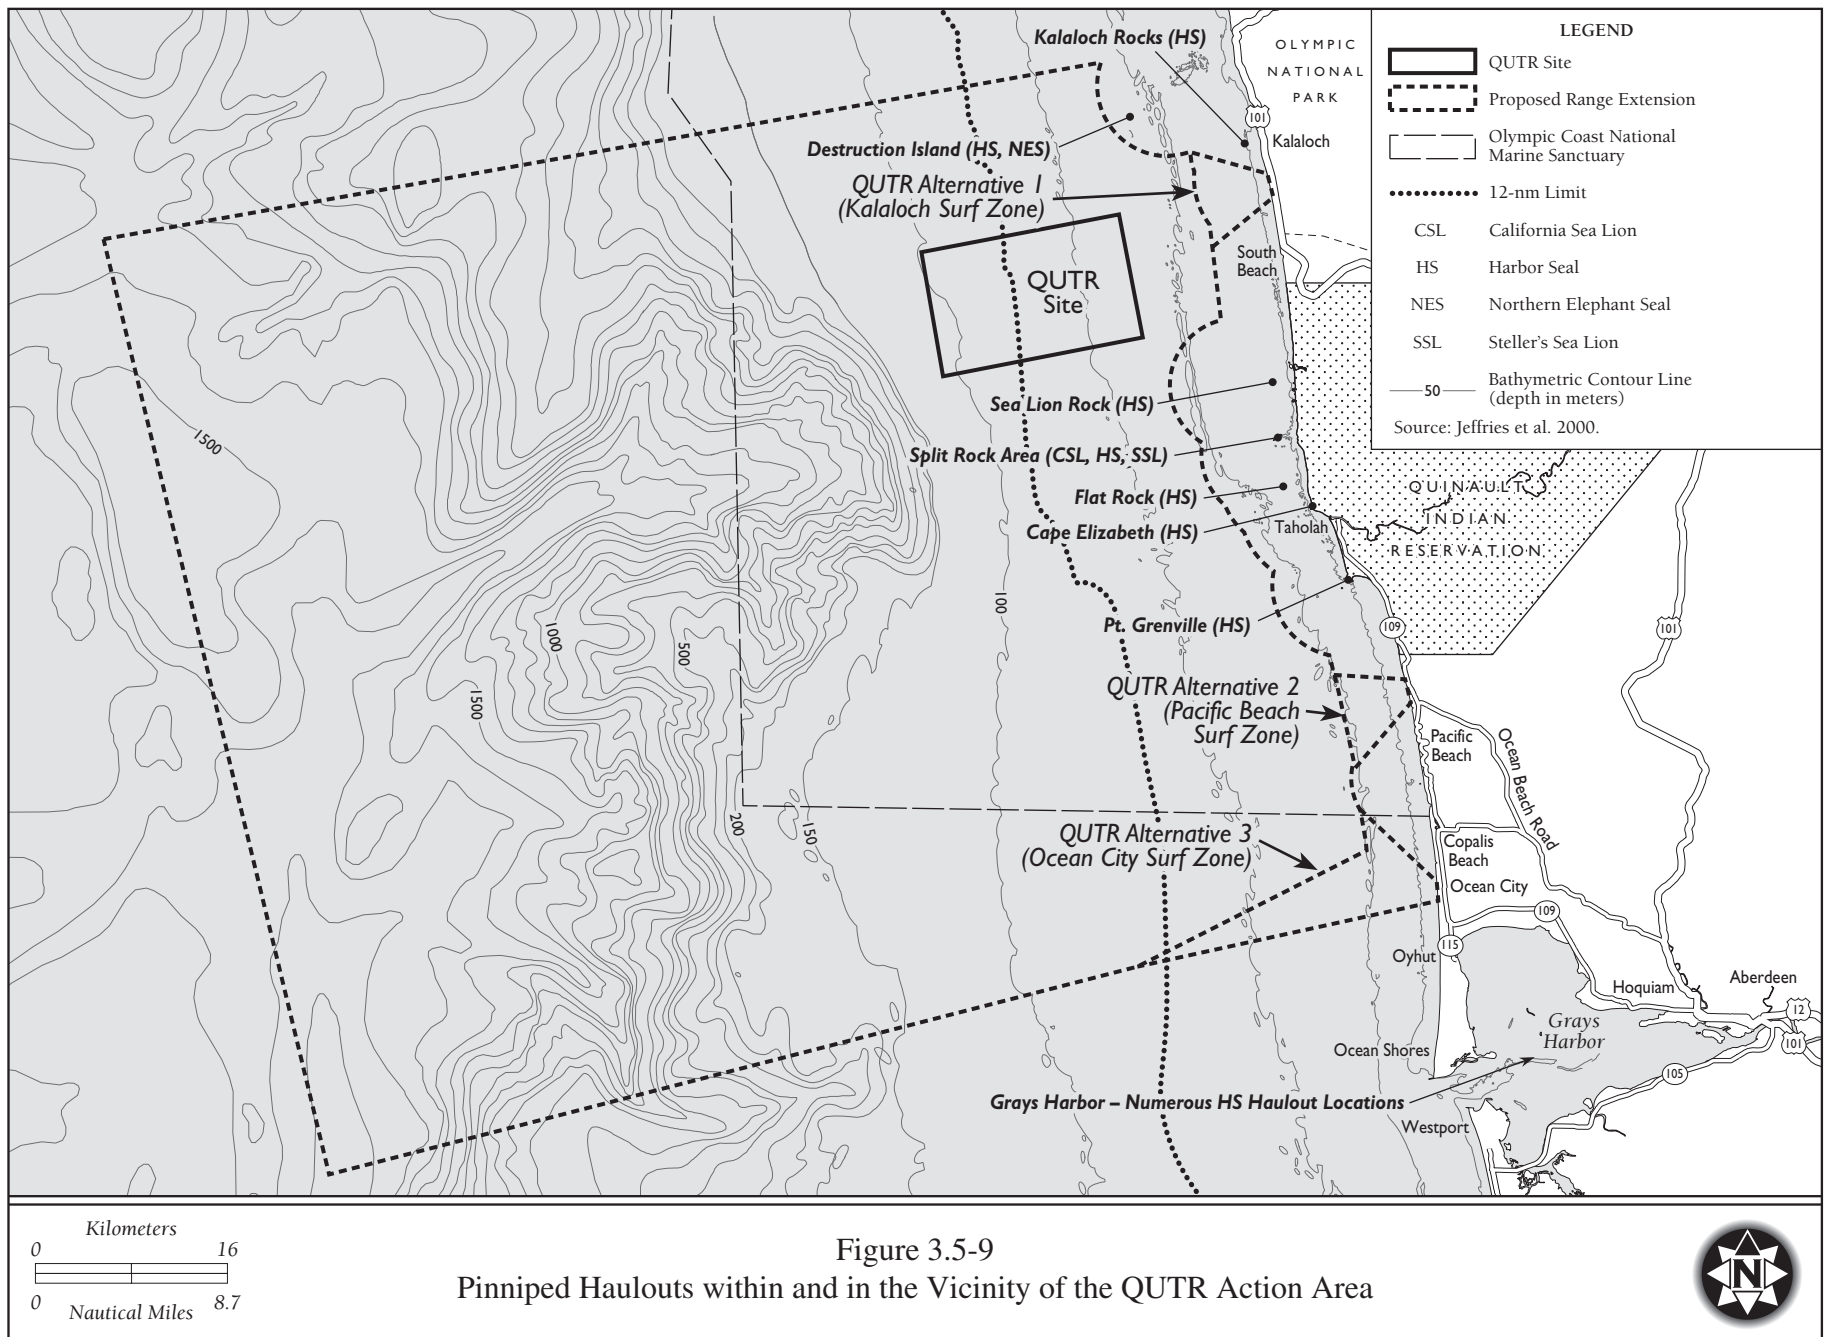 Kalaloch Rocks (HS)
OLYMPIC
NATIONAL
PARK
101
Kalaloch
Destruction Island (HS, NES)
QUTR Alternative 1
(Kalaloch Surf Zone)
South
Beach
QUTR
Site
Sea Lion Rock (HS)
Split Rock Area (CSL, HS, SSL)
Flat Rock (HS)
Cape Elizabeth (HS)
Taholah
QUINAULT
INDIAN
RESERVATION
Pt. Grenville (HS)
109
101
QUTR Alternative 2
(Pacific Beach
Surf Zone)
Pacific
Beach
Ocean Beach Road
QUTR Alternative 3
(Ocean City Surf Zone)
Copalis
Beach
Ocean City
109
115
Oyhut
Hoquiam
Aberdeen
12
101
Grays
Harbor
Ocean Shores
105
Grays Harbor – Numerous HS Haulout Locations
Westport
1500
1000
500
1500
200
150
100
LEGEND
QUTR Site
Proposed Range Extension
Olympic Coast National
Marine Sanctuary
12-nm Limit
CSL California Sea Lion
HS Harbor Seal
NES Northern Elephant Seal
SSL Steller's Sea Lion
50 Bathymetric Contour Line
(depth in meters)
Source: Jeffries et al. 2000.
Kilometers
0 16
0 8.7
Nautical Miles
Figure 3.5-9
Pinniped Haulouts within and in the Vicinity of the QUTR Action Area
N